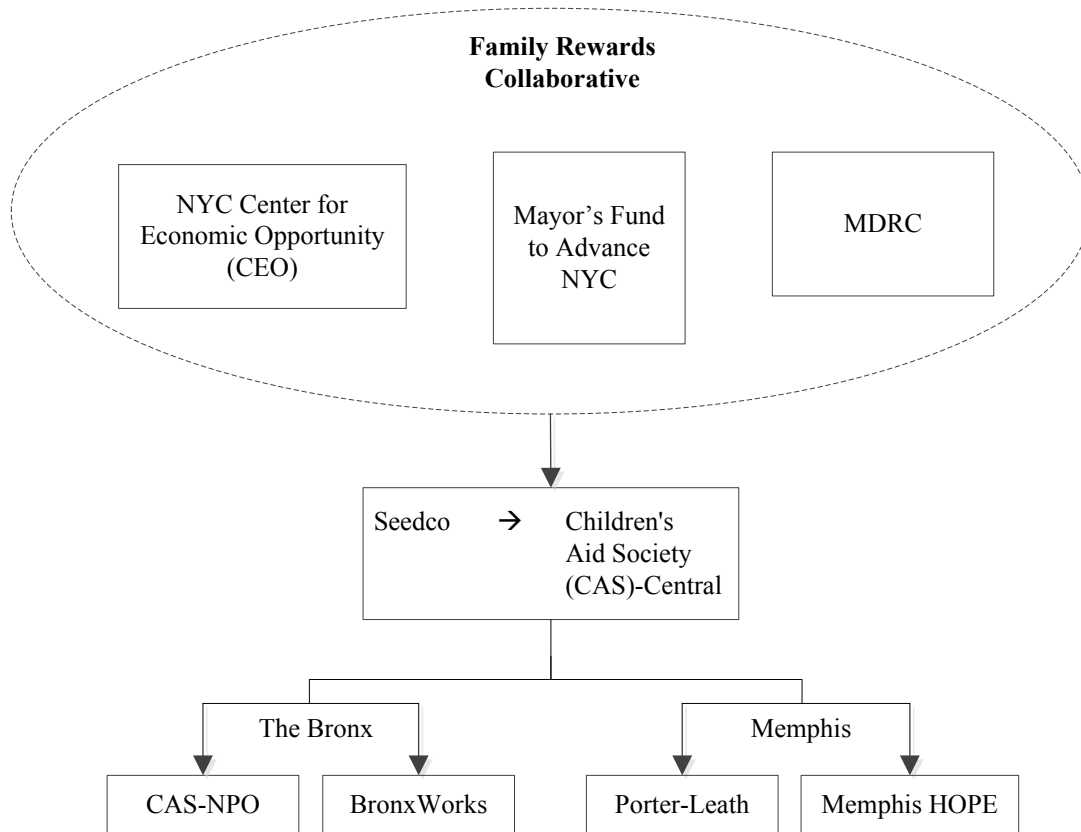 Family Rewards
Collaborative
NYC Center for
Economic Opportunity
(CEO)
Mayor’s Fund
to Advance
NYC
MDRC
Seedco → Children's
Aid Society
(CAS)-Central
The Bronx
Memphis
CAS-NPO
BronxWorks
Porter-Leath
Memphis HOPE